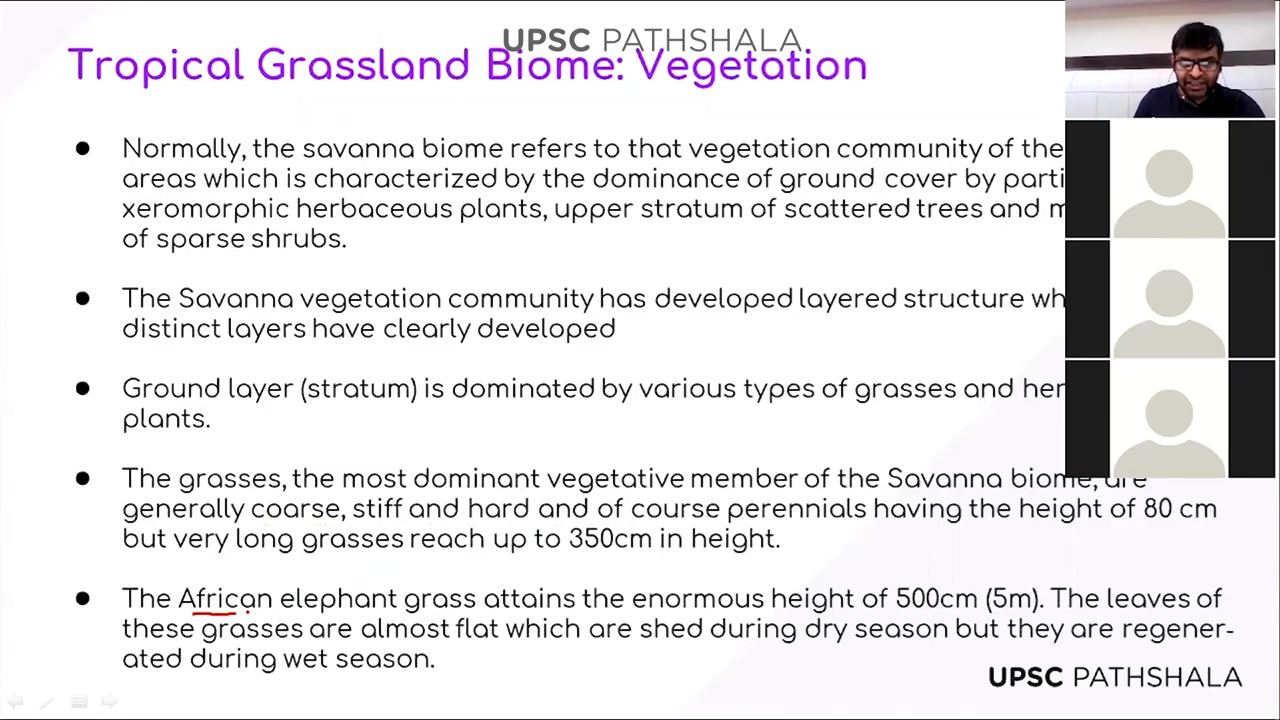 UPSC PATHSHALA
Tropical Grassland Biome: Vegetation
● Normally, the savanna biome refers to that vegetation community of the
areas which is characterized by the dominance of ground cover by parti
xeromorphic herbaceous plants, upper stratum of scattered trees and m
of sparse shrubs.
● The Savanna vegetation community has developed layered structure wh
distinct layers have clearly developed
● Ground layer (stratum) is dominated by various types of grasses and her
plants.
● The grasses, the most dominant vegetative member of the Savanna biome, are
generally coarse, stiff and hard and of course perennials having the height of 80 cm
but very long grasses reach up to 350cm in height.
● The African elephant grass attains the enormous height of 500cm (5m). The leaves of
these grasses are almost flat which are shed during dry season but they are regener-
ated during wet season.
UPSC PATHSHALA